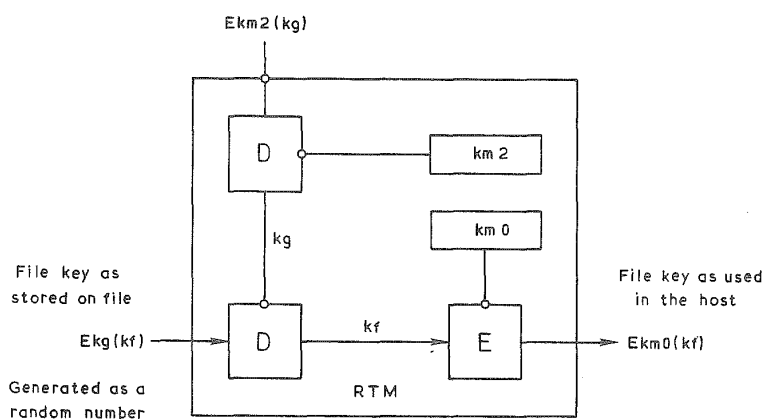 Ekm2(kg)
D
km 2
kg
km 0
File key as
stored on file
File key as used
in the host
Ekg(kf)
D
kf
E
Ekm0(kf)
Generated as a
random number
RTM